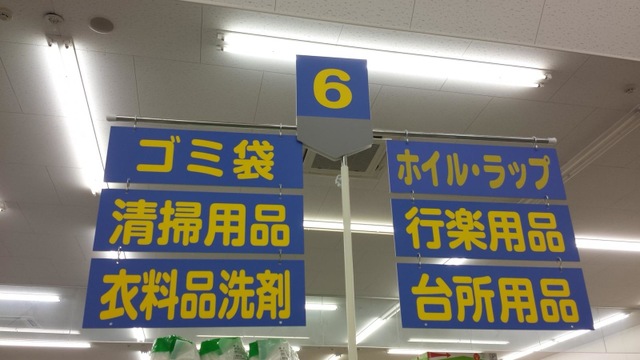 6
ゴミ袋
清掃用品
衣料品洗剤
ホイル・ラップ
行楽用品
台所用品